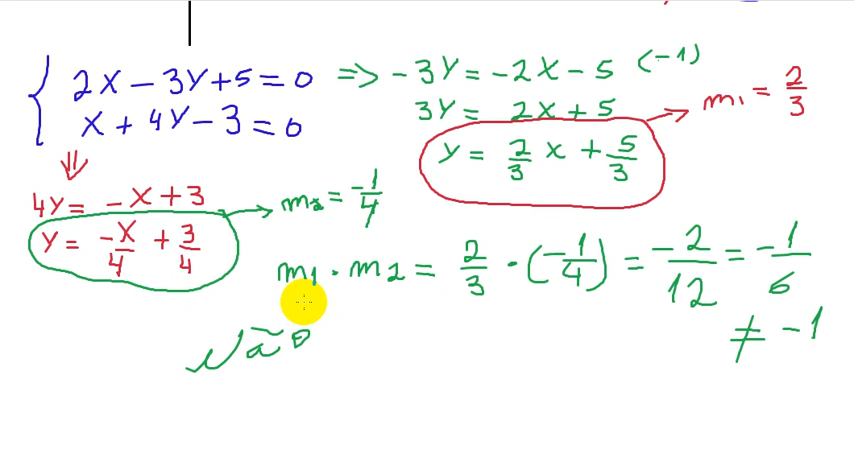 2X - 3Y + 5 = 0 => -3Y = -2X - 5 (-1)
X + 4Y - 3 = 0
3Y = 2X + 5
Y = 2/3 X + 5/3
m1 = 2/3
4Y = -X + 3
Y = -X/4 + 3/4
m2 = -1/4
m1 · m2 = 2/3 · (-1/4) = -2/12 = -1/6
≠ -1
Não